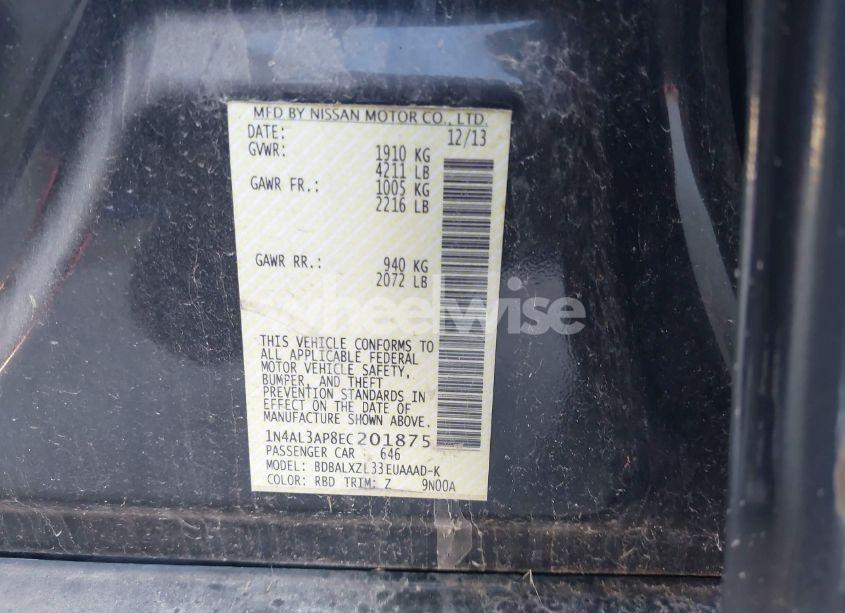 MFD BY NISSAN MOTOR CO., LTD.
DATE: 12/13
GVWR: 1910 KG
4211 LB
GAWR FR.: 1005 KG
2216 LB
GAWR RR.: 940 KG
2072 LB
wheelwise
THIS VEHICLE CONFORMS TO
ALL APPLICABLE FEDERAL
MOTOR VEHICLE SAFETY,
BUMPER, AND THEFT
PREVENTION STANDARDS IN
EFFECT ON THE DATE OF
MANUFACTURE SHOWN ABOVE.
1N4AL3AP8EC201875
PASSENGER CAR 646
MODEL: BDBALXZL33EUAAAD-K
COLOR: RBD TRIM: Z 9N00A